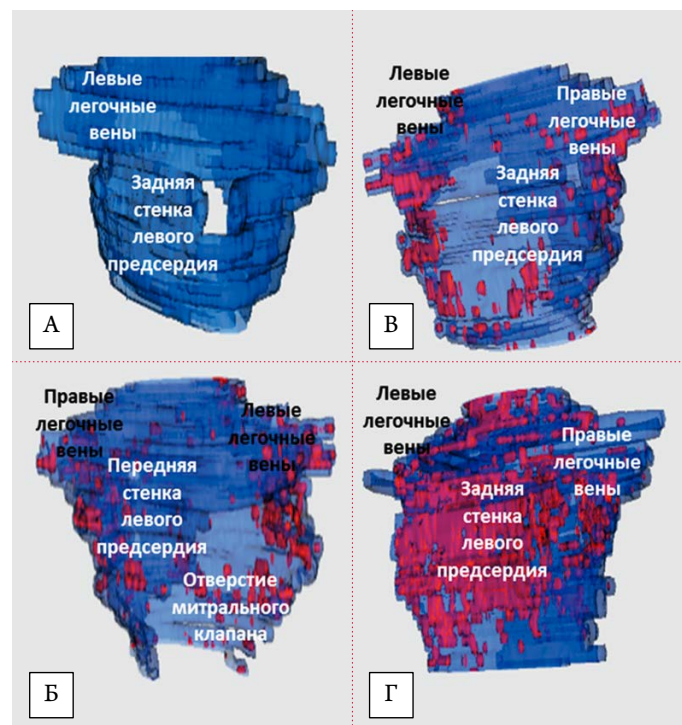 Левые
легочные
вены
Задняя
стенка
левого
предсердия
А
Левые
легочные
вены
Правые
легочные
вены
Задняя
стенка
левого
предсердия
В
Правые
легочные
вены
Левые
легочные
вены
Передняя
стенка
левого
предсердия
Отверстие
митрального
клапана
Б
Левые
легочные
вены
Правые
легочные
вены
Задняя
стенка
левого
предсердия
Г